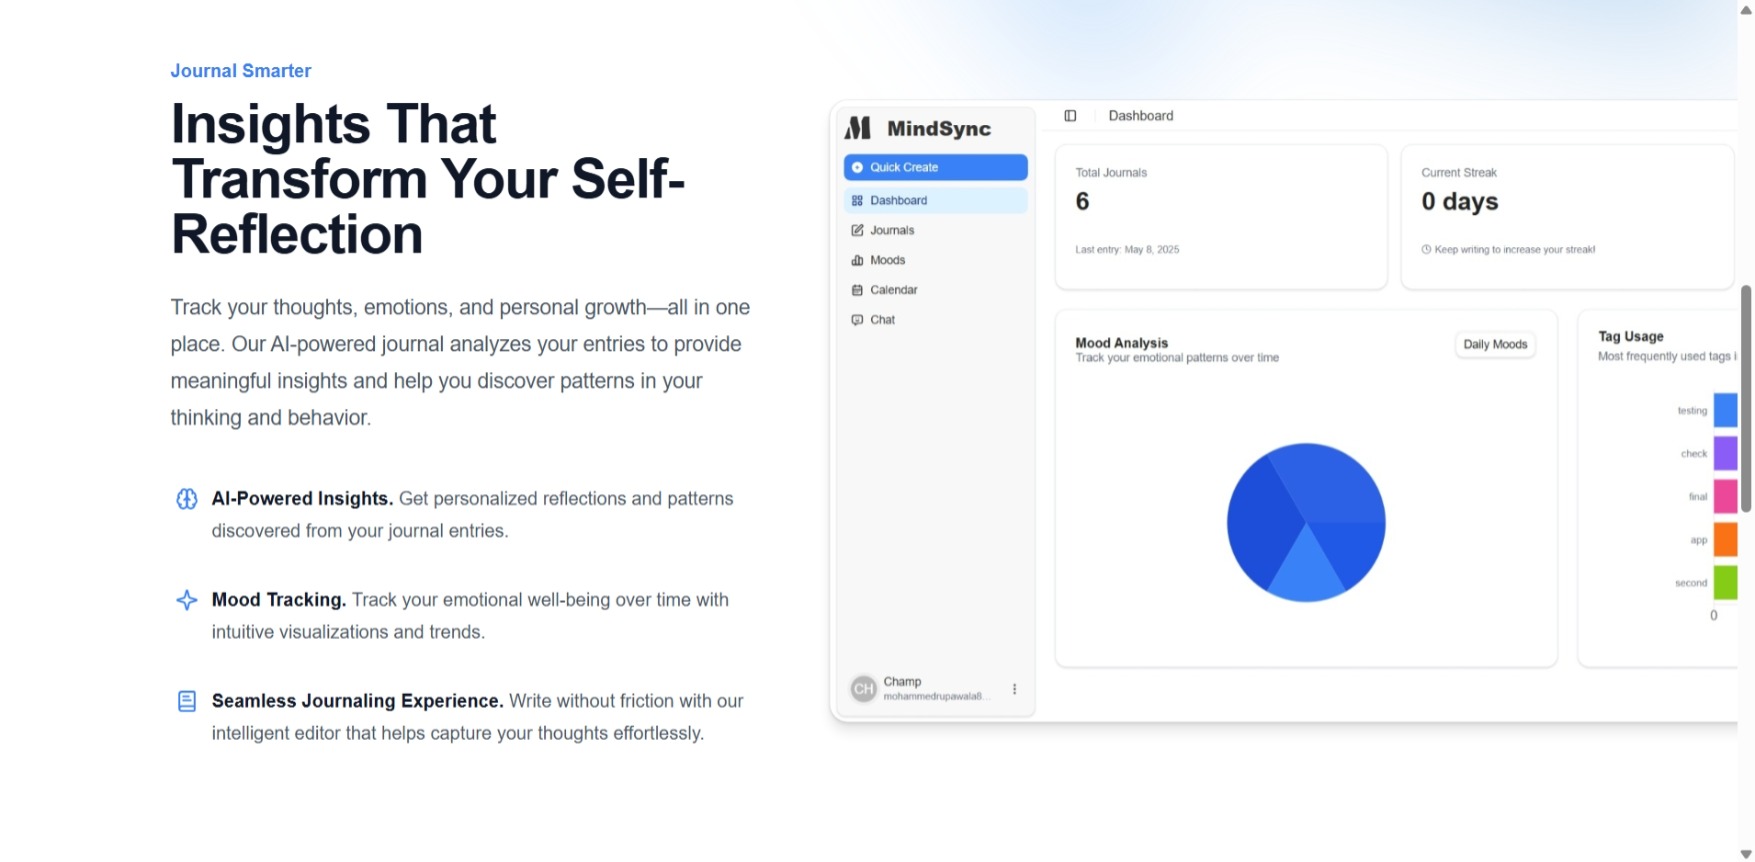 Journal Smarter
Insights That
Transform Your Self-
Reflection
Track your thoughts, emotions, and personal growth—all in one
place. Our AI-powered journal analyzes your entries to provide
meaningful insights and help you discover patterns in your
thinking and behavior.
AI-Powered Insights. Get personalized reflections and patterns
discovered from your journal entries.
Mood Tracking. Track your emotional well-being over time with
intuitive visualizations and trends.
Seamless Journaling Experience. Write without friction with our
intelligent editor that helps capture your thoughts effortlessly.
MindSync
Quick Create
Dashboard
Journals
Moods
Calendar
Chat
CH
Champ
mohammedrupawala8...
Dashboard
Total Journals
6
Last entry: May 8, 2025
Current Streak
0 days
Keep writing to increase your streak!
Mood Analysis
Track your emotional patterns over time
Daily Moods
Tag Usage
Most frequently used tags i
testing
check
final
app
second
0